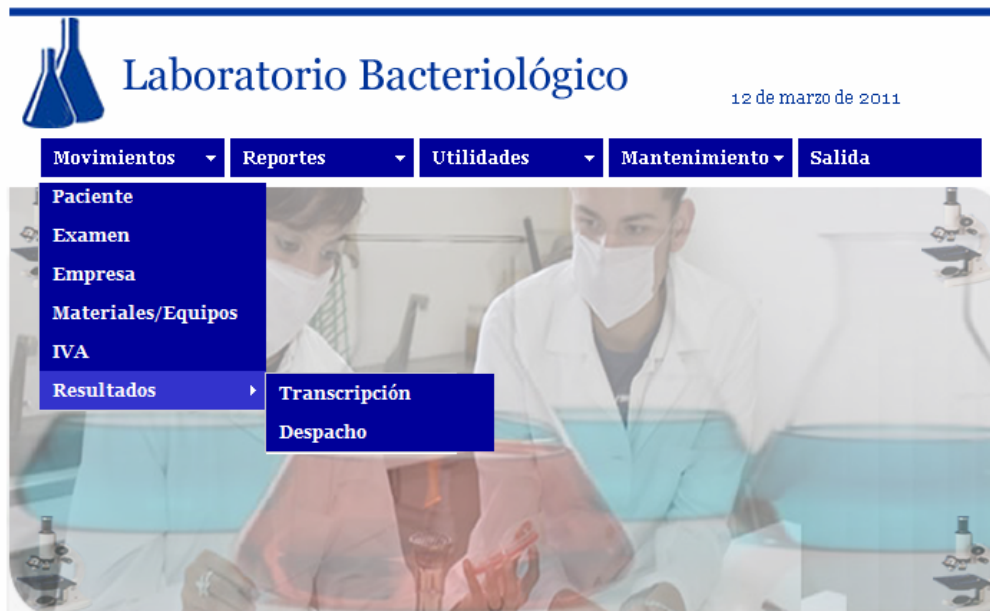 Laboratorio Bacteriológico
12 de marzo de 2011
Movimientos Reportes Utilidades Mantenimiento Salida
Paciente
Examen
Empresa
Materiales/Equipos
IVA
Resultados
Transcripción
Despacho